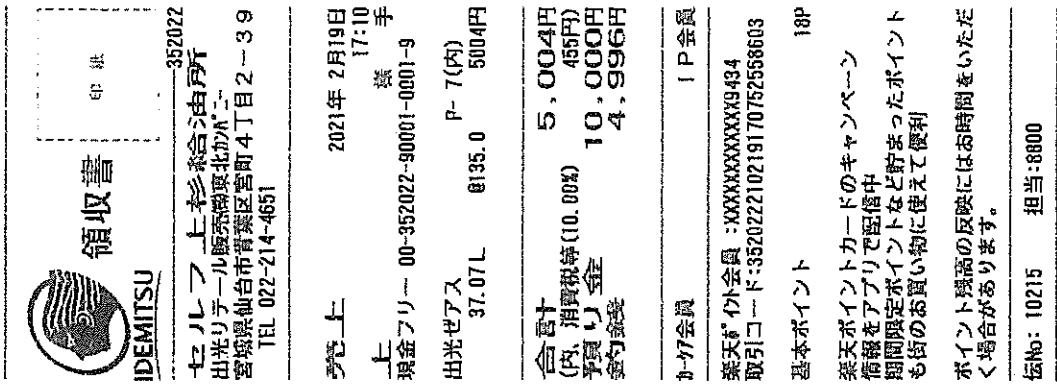 IDEMITSU
領収書
印紙
352022
セルフ上杉給油所
出光リテール販売㈱東北カンパニー
宮城県仙台市青葉区宮町4丁目2-39
TEL 022-214-4651
売上 2021年 2月19日
17:10
上 様 手
現金フリー 00-352022-90001-0001-9
出光ゼアス P- 7(内)
37.07L @135.0 5004円
合計 5,004円
(内、消費税等(10.00%) 455円)
預り金 10,000円
釣銭 4,996円
カーケア会員 1P会員
楽天ポイント会員 :XXXXXXXXXXXX9434
取引コード:352022210219170752558603
基本ポイント 18P
楽天ポイントカードのキャンペーン
情報をアプリで配信中
期間限定ポイントなど貯まったポイント
も街のお買い物に使えて便利
ポイント残高の反映にはお時間をいただ
く場合があります。
伝No: 10215 担当:8800